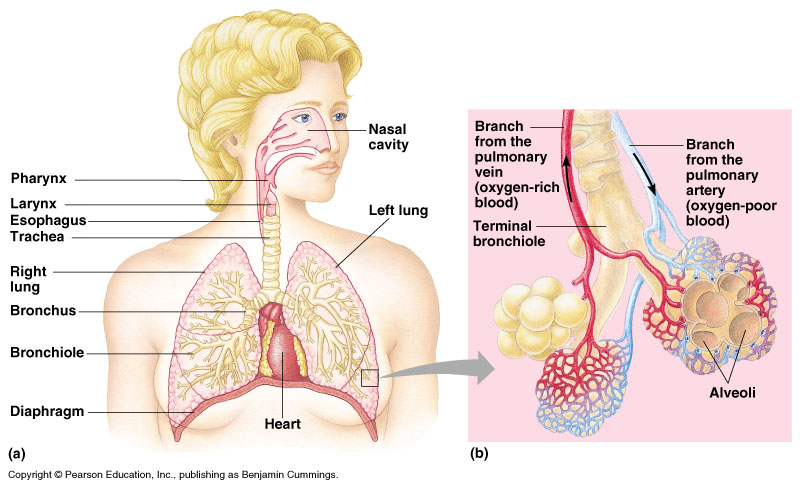 Nasal
cavity
Pharynx
Larynx
Esophagus
Trachea
Left lung
Right
lung
Bronchus
Bronchiole
Diaphragm
Heart
(a)
Branch
from the
pulmonary
vein
(oxygen-rich
blood)
Terminal
bronchiole
Branch
from the
pulmonary
artery
(oxygen-poor
blood)
Alveoli
(b)
Copyright © Pearson Education, Inc., publishing as Benjamin Cummings.